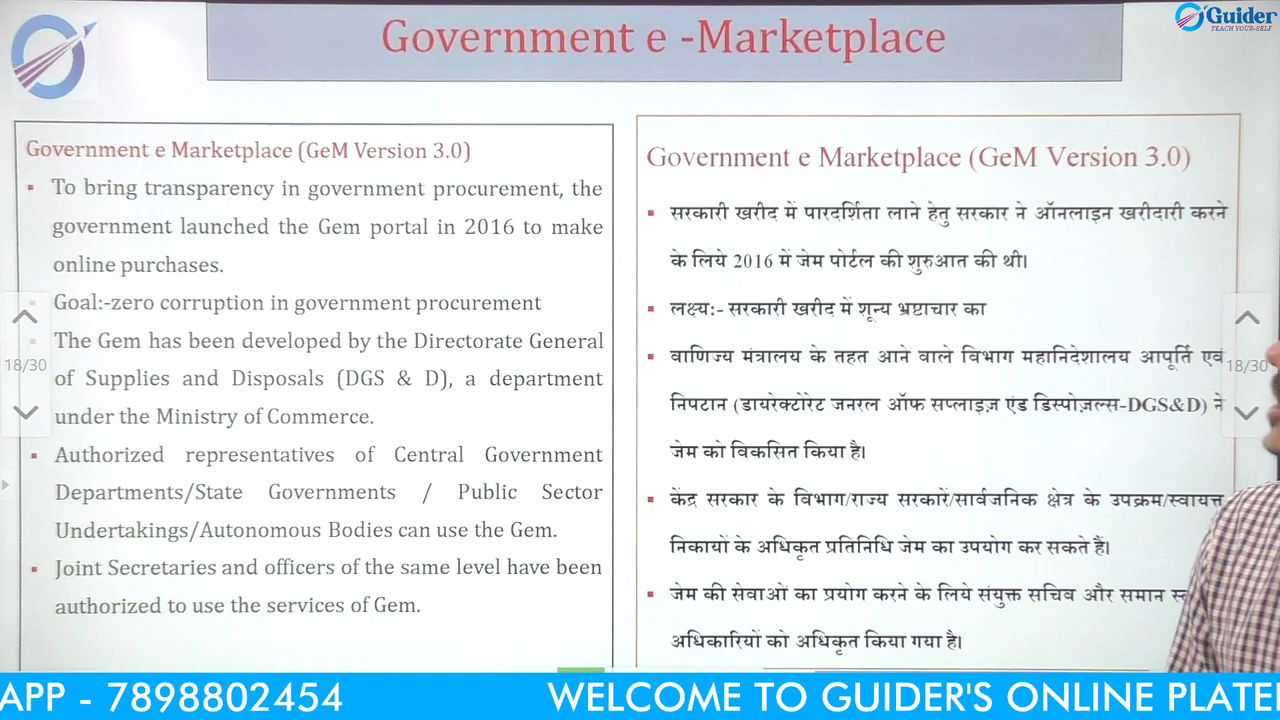 Government e -Marketplace
Guider
TEACH YOUR-SELF
Government e Marketplace (GeM Version 3.0)
▪ To bring transparency in government procurement, the
government launched the Gem portal in 2016 to make
online purchases.
▪ Goal:-zero corruption in government procurement
▪ The Gem has been developed by the Directorate General
of Supplies and Disposals (DGS & D), a department
under the Ministry of Commerce.
▪ Authorized representatives of Central Government
Departments/State Governments / Public Sector
Undertakings/Autonomous Bodies can use the Gem.
▪ Joint Secretaries and officers of the same level have been
authorized to use the services of Gem.
18/30
Government e Marketplace (GeM Version 3.0)
▪ सरकारी खरीद में पारदर्शिता लाने हेतु सरकार ने ऑनलाइन खरीदारी करने
के लिये 2016 में जेम पोर्टल की शुरुआत की थी।
▪ लक्ष्य:- सरकारी खरीद में शून्य भ्रष्टाचार का
▪ वाणिज्य मंत्रालय के तहत आने वाले विभाग महानिदेशालय आपूर्ति एवं
निपटान (डायरेक्टोरेट जनरल ऑफ सप्लाइज़ एंड डिस्पोज़ल्स-DGS&D) ने
जेम को विकसित किया है।
▪ केंद्र सरकार के विभाग/राज्य सरकारें/सार्वजनिक क्षेत्र के उपक्रम/स्वायत्त
निकायों के अधिकृत प्रतिनिधि जेम का उपयोग कर सकते हैं।
▪ जेम की सेवाओं का प्रयोग करने के लिये संयुक्त सचिव और समान
अधिकारियों को अधिकृत किया गया है।
18/30
APP - 7898802454 WELCOME TO GUIDER'S ONLINE